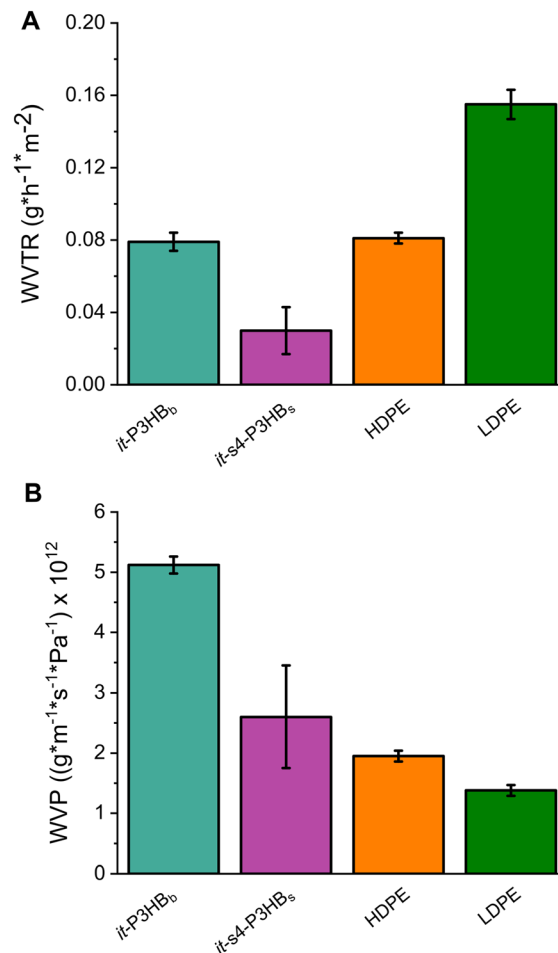 A
0.20
0.16
0.12
0.08
0.04
0.00
WVTR (g*h-1*m-2)
it-P3HBb
it-s4-P3HBs
HDPE
LDPE
B
6
5
4
3
2
1
0
WVP ((g*m⁻¹*s⁻¹*Pa⁻¹) x 10¹²
it-P3HBb
it-s4-P3HBs
HDPE
LDPE